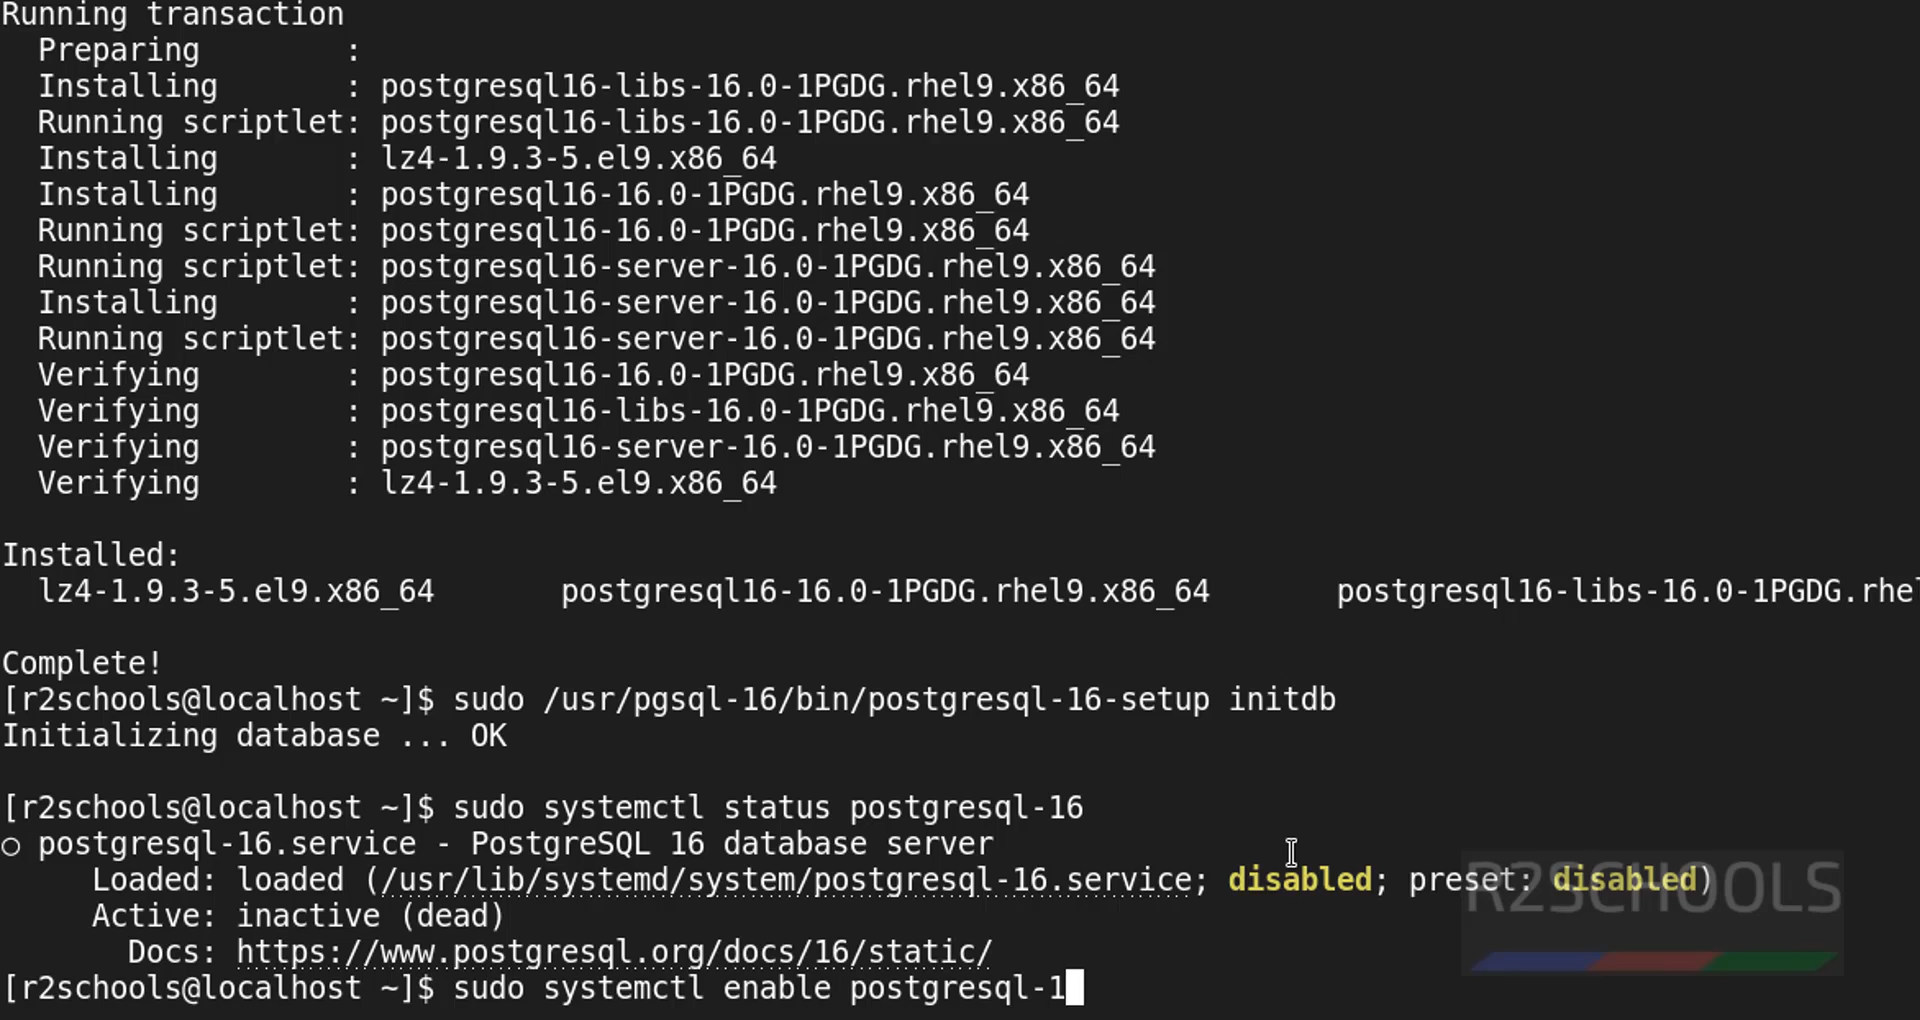 Running transaction
  Preparing        :
  Installing       : postgresql16-libs-16.0-1PGDG.rhel9.x86_64
  Running scriptlet: postgresql16-libs-16.0-1PGDG.rhel9.x86_64
  Installing       : lz4-1.9.3-5.el9.x86_64
  Installing       : postgresql16-16.0-1PGDG.rhel9.x86_64
  Running scriptlet: postgresql16-16.0-1PGDG.rhel9.x86_64
  Running scriptlet: postgresql16-server-16.0-1PGDG.rhel9.x86_64
  Installing       : postgresql16-server-16.0-1PGDG.rhel9.x86_64
  Running scriptlet: postgresql16-server-16.0-1PGDG.rhel9.x86_64
  Verifying        : postgresql16-16.0-1PGDG.rhel9.x86_64
  Verifying        : postgresql16-libs-16.0-1PGDG.rhel9.x86_64
  Verifying        : postgresql16-server-16.0-1PGDG.rhel9.x86_64
  Verifying        : lz4-1.9.3-5.el9.x86_64

Installed:
  lz4-1.9.3-5.el9.x86_64       postgresql16-16.0-1PGDG.rhel9.x86_64       postgresql16-libs-16.0-1PGDG.rhe

Complete!
[r2schools@localhost ~]$ sudo /usr/pgsql-16/bin/postgresql-16-setup initdb
Initializing database ... OK

[r2schools@localhost ~]$ sudo systemctl status postgresql-16
○ postgresql-16.service - PostgreSQL 16 database server
     Loaded: loaded (/usr/lib/systemd/system/postgresql-16.service; disabled; preset: disabled)
     Active: inactive (dead)
       Docs: https://www.postgresql.org/docs/16/static/
[r2schools@localhost ~]$ sudo systemctl enable postgresql-1
R2SCHOOLS